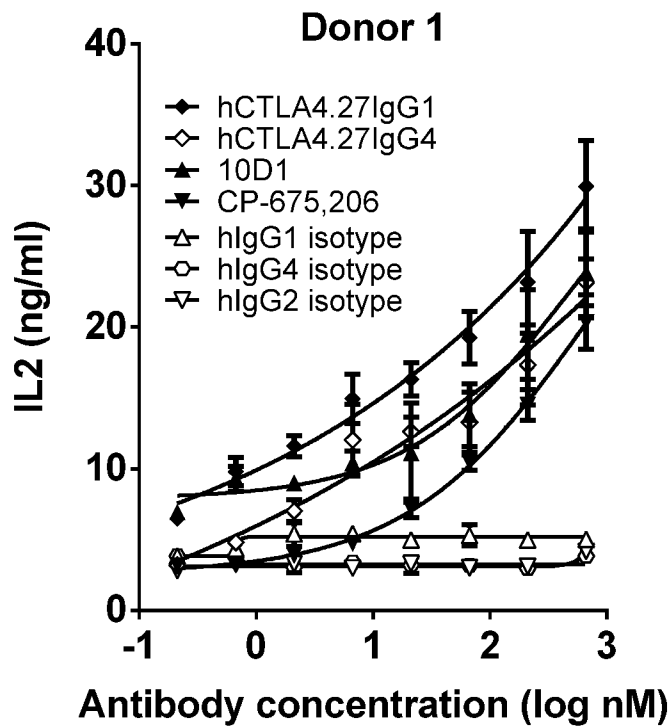 Donor 1
40
30
20
10
0
IL2 (ng/ml)
hCTLA4.27IgG1
hCTLA4.27IgG4
10D1
CP-675,206
hIgG1 isotype
hIgG4 isotype
hIgG2 isotype
-1 0 1 2 3
Antibody concentration (log nM)